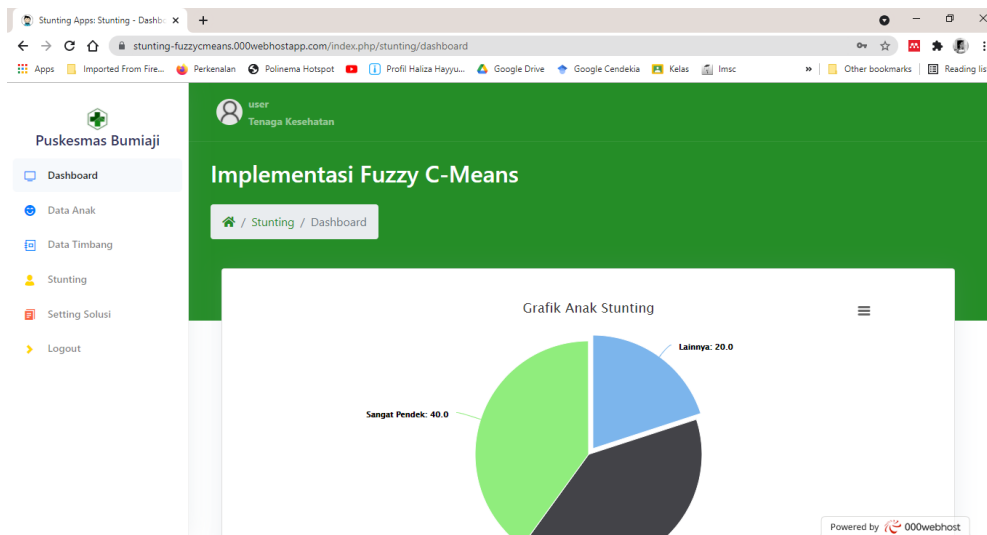 Stunting Apps: Stunting - Dashbo
stunting-fuzzycmeans.000webhostapp.com/index.php/stunting/dashboard
Apps Imported From Fire... Perkenalan Polinema Hotspot Profil Haliza Hayyu... Google Drive Google Cendekia Kelas Imsc » Other bookmarks Reading lis
Puskesmas Bumiaji
Dashboard
Data Anak
Data Timbang
Stunting
Setting Solusi
Logout
user
Tenaga Kesehatan
Implementasi Fuzzy C-Means
/ Stunting / Dashboard
Grafik Anak Stunting
Lainnya: 20.0
Sangat Pendek: 40.0
Powered by 000webhost